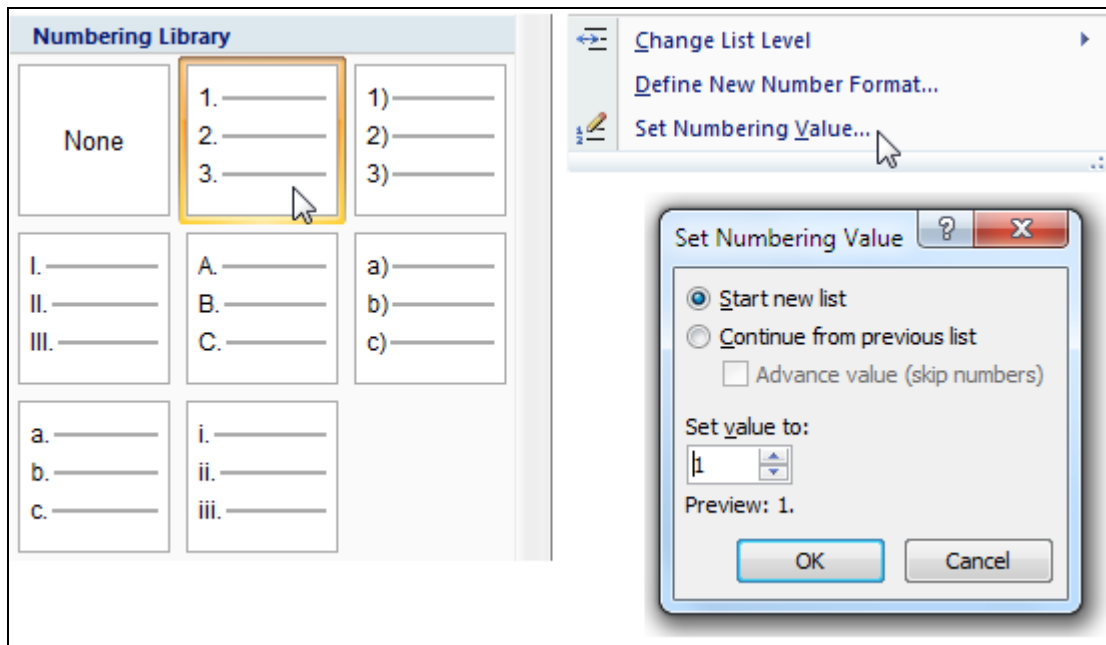 Numbering Library
None
1.
2.
3.
1)
2)
3)
I.
II.
III.
A.
B.
C.
a)
b)
c)
a.
b.
c.
i.
ii.
iii.
Change List Level
Define New Number Format...
Set Numbering Value...
Set Numbering Value
Start new list
Continue from previous list
Advance value (skip numbers)
Set value to:
1
Preview: 1.
OK
Cancel